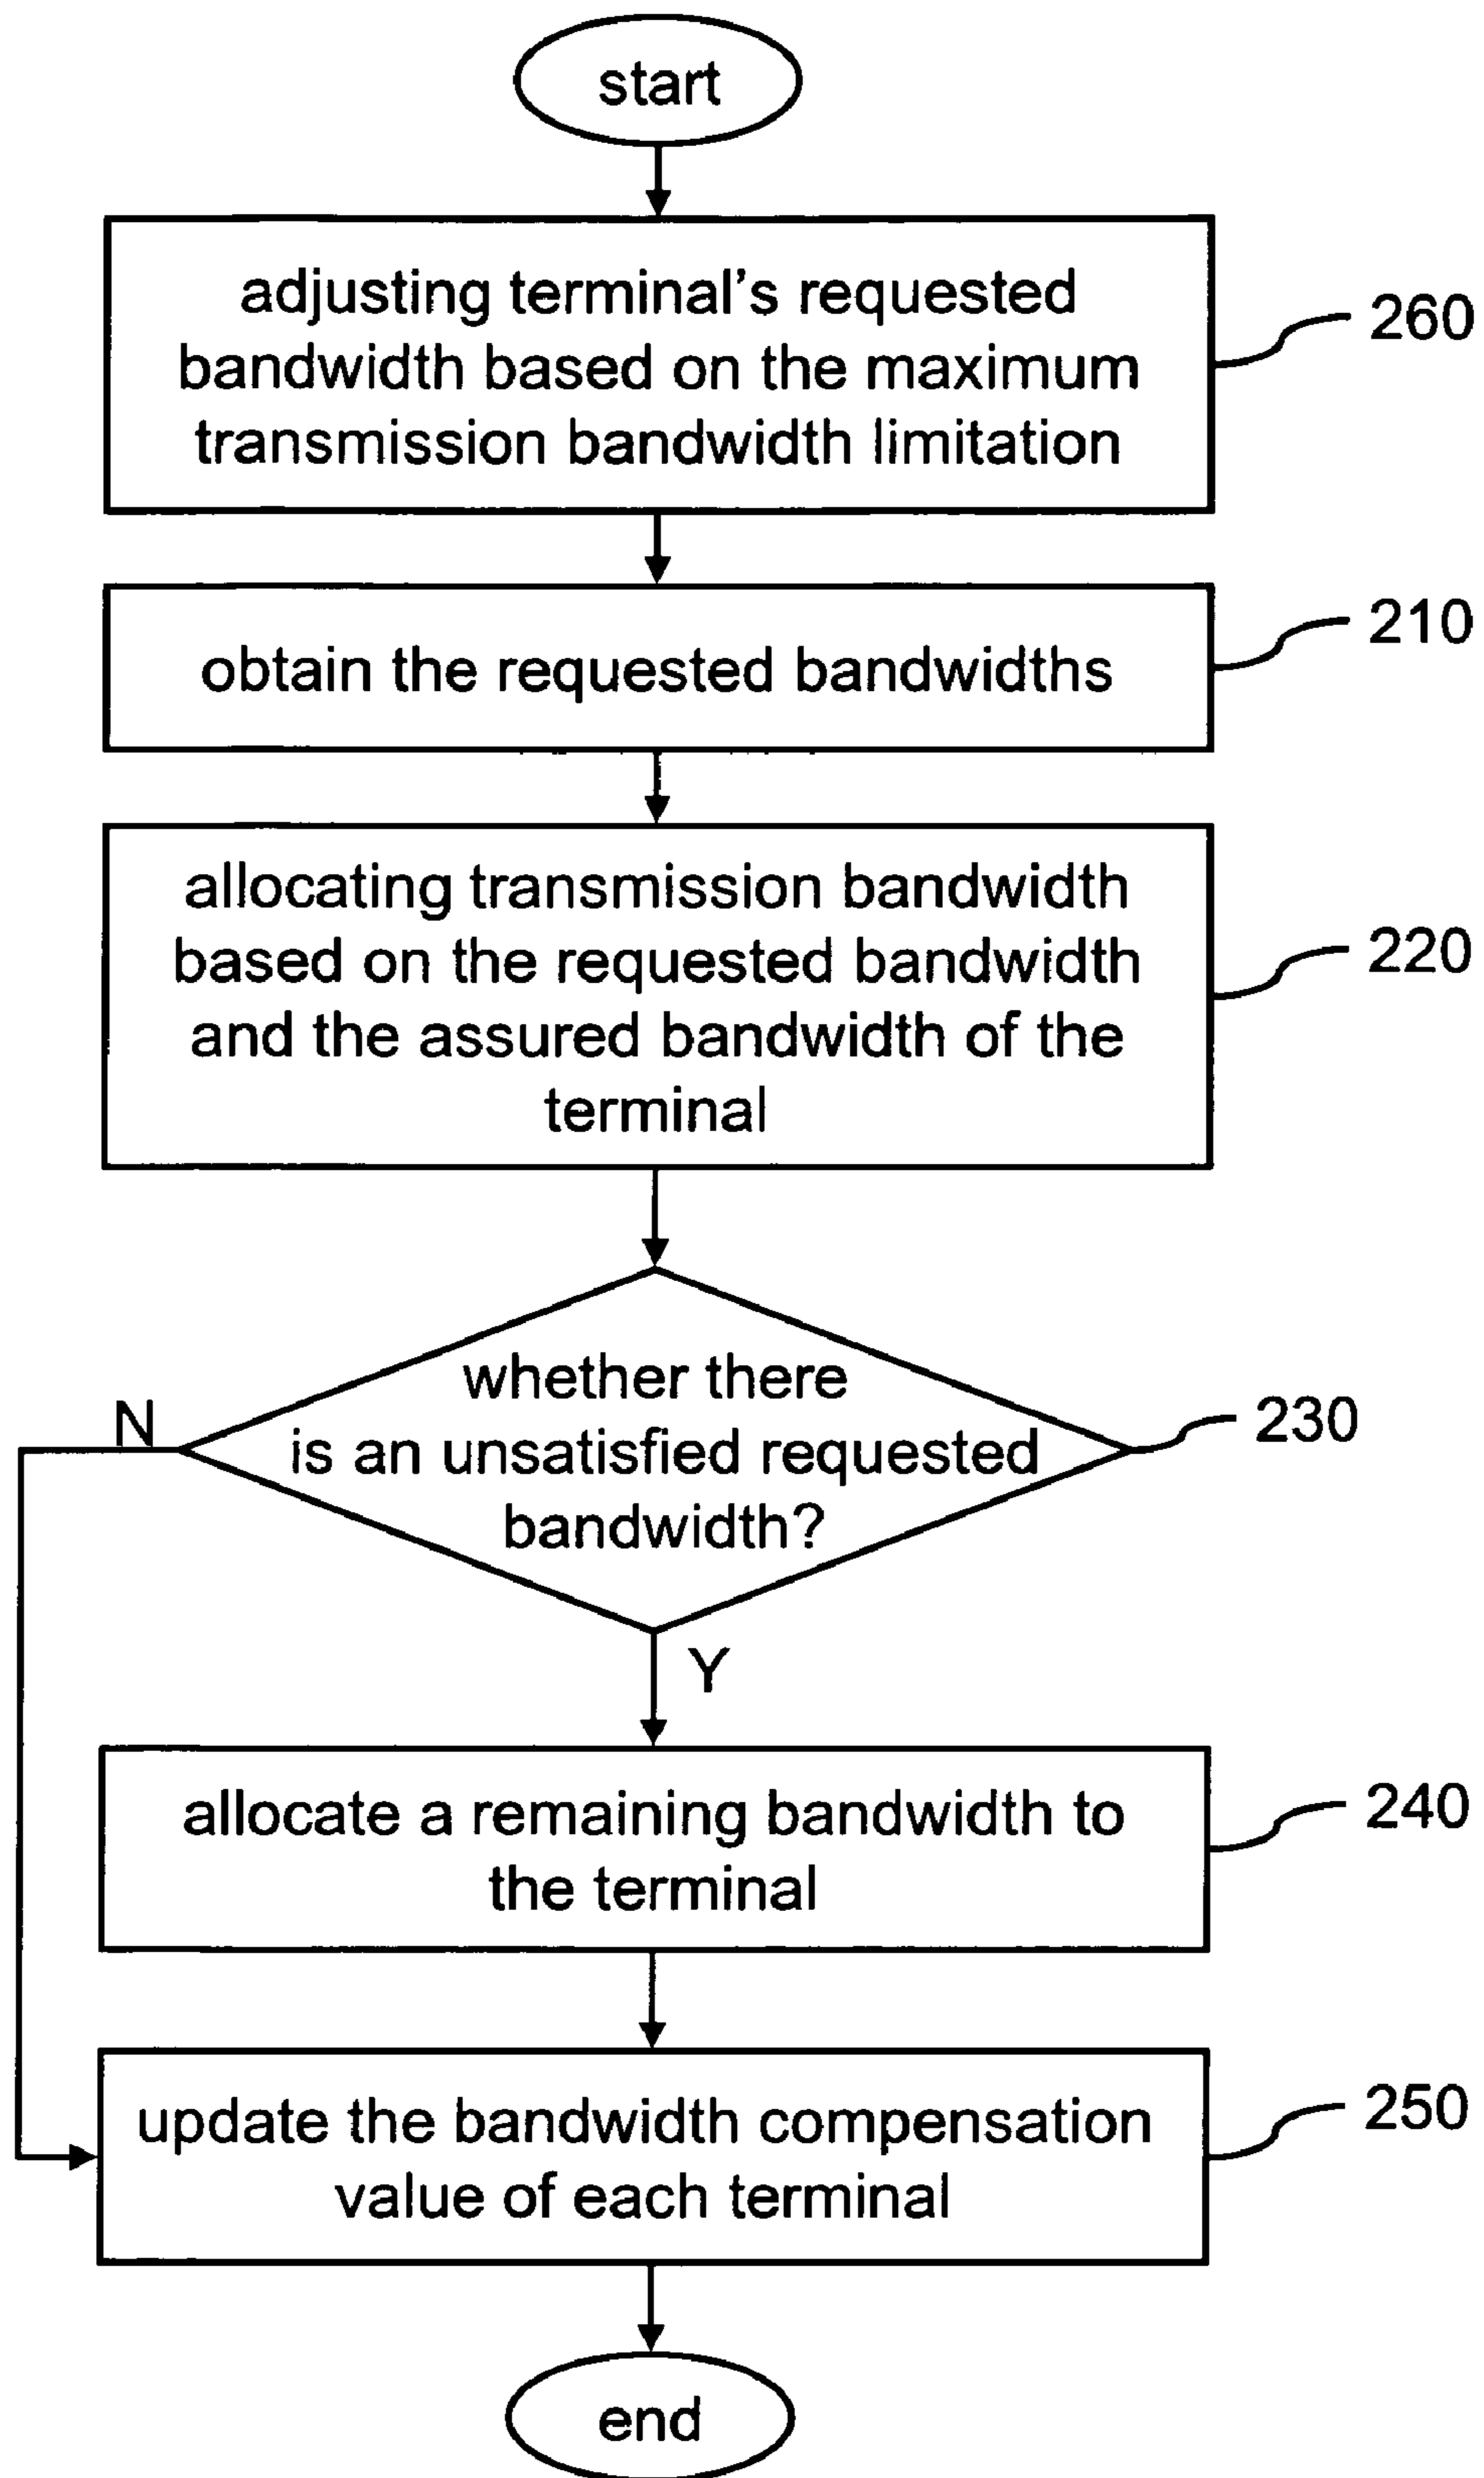 start
adjusting terminal's requested
bandwidth based on the maximum
transmission bandwidth limitation
260
obtain the requested bandwidths
210
allocating transmission bandwidth
based on the requested bandwidth
and the assured bandwidth of the
terminal
220
whether there
is an unsatisfied requested
bandwidth?
230
N
Y
allocate a remaining bandwidth to
the terminal
240
update the bandwidth compensation
value of each terminal
250
end